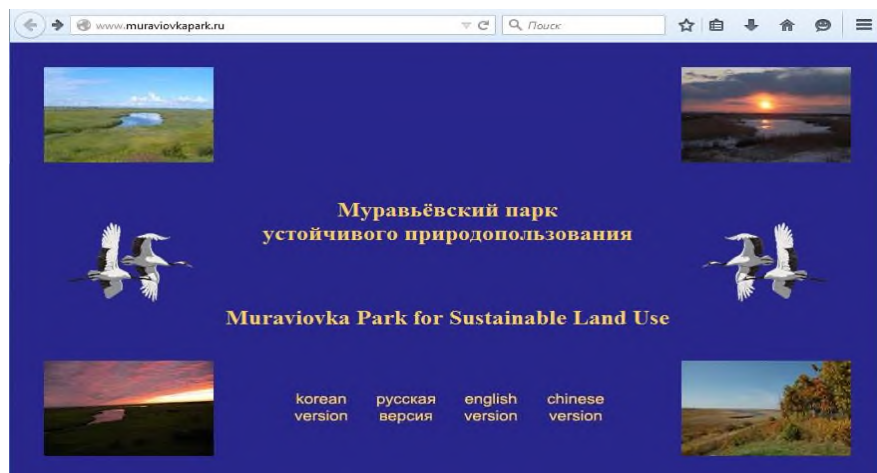 www.muraviovkapark.ru
Поиск
Муравьёвский парк
устойчивого природопользования
Muraviovka Park for Sustainable Land Use
korean русская english chinese
version версия version version